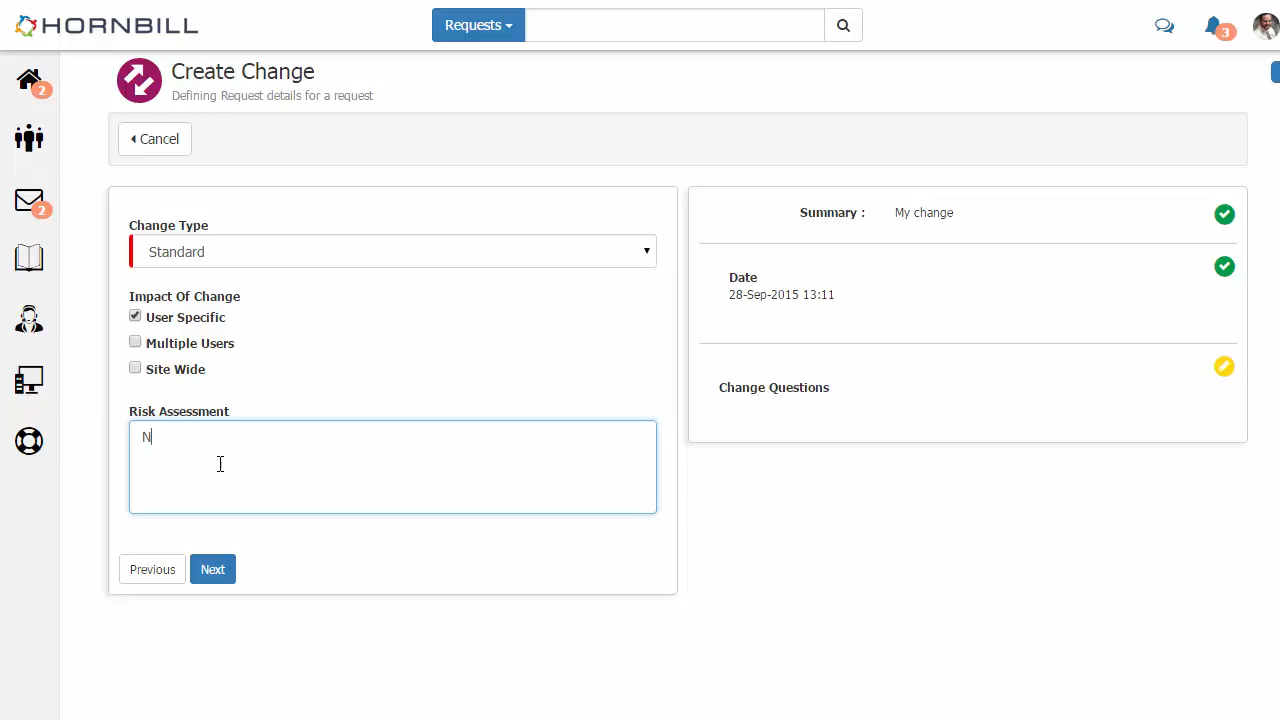 HORNBILL
Requests
3
2
2
Create Change
Defining Request details for a request
Cancel
Change Type
Standard
Impact Of Change
User Specific
Multiple Users
Site Wide
Risk Assessment
N
Previous
Next
Summary : My change
Date
28-Sep-2015 13:11
Change Questions